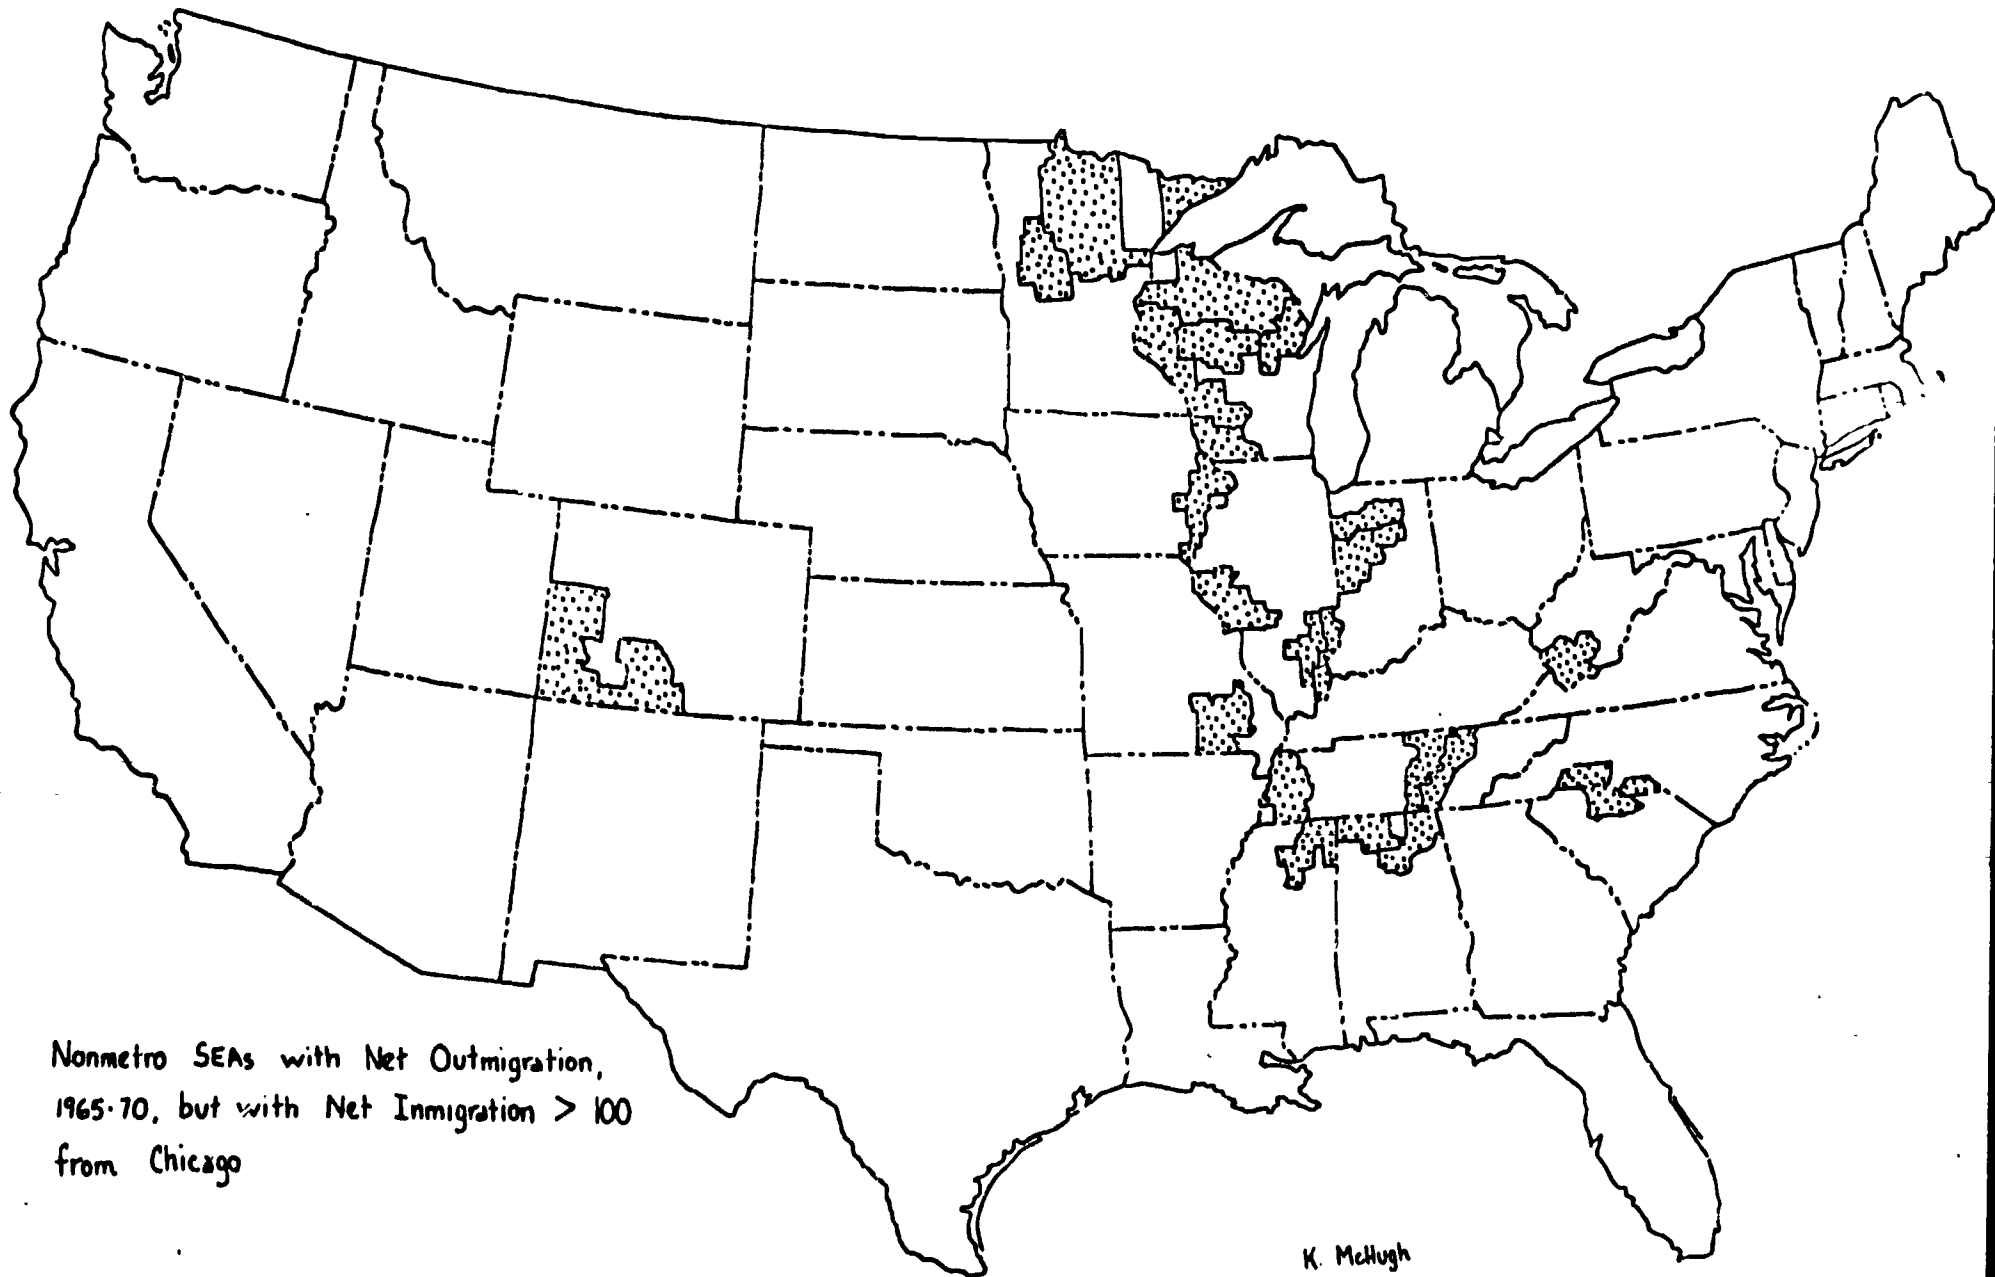 Nonmetro SEAs with Net Outmigration,
1965-70, but with Net Inmigration > 100
from Chicago
K. McHugh